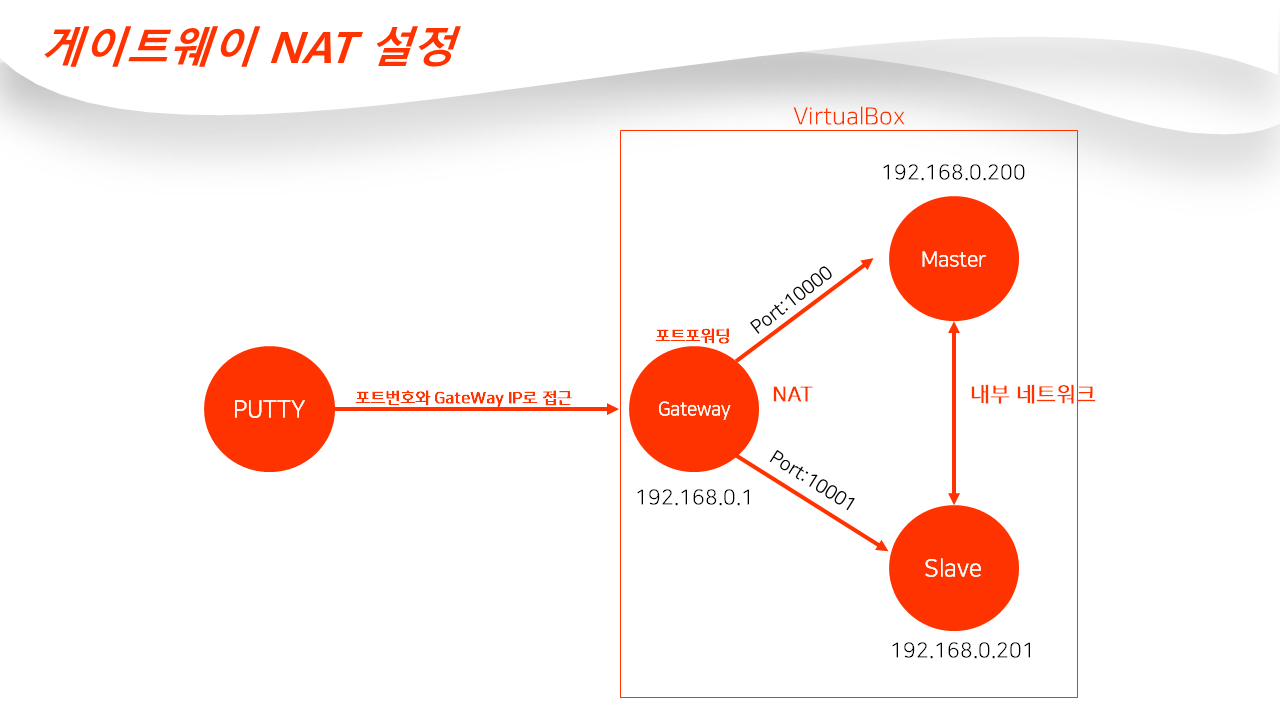 게이트웨이 NAT 설정
VirtualBox
192.168.0.200
Master
Port:10000
포트포워딩
PUTTY
포트번호와 GateWay IP로 접근
Gateway
NAT
내부 네트워크
192.168.0.1
Port:10001
Slave
192.168.0.201